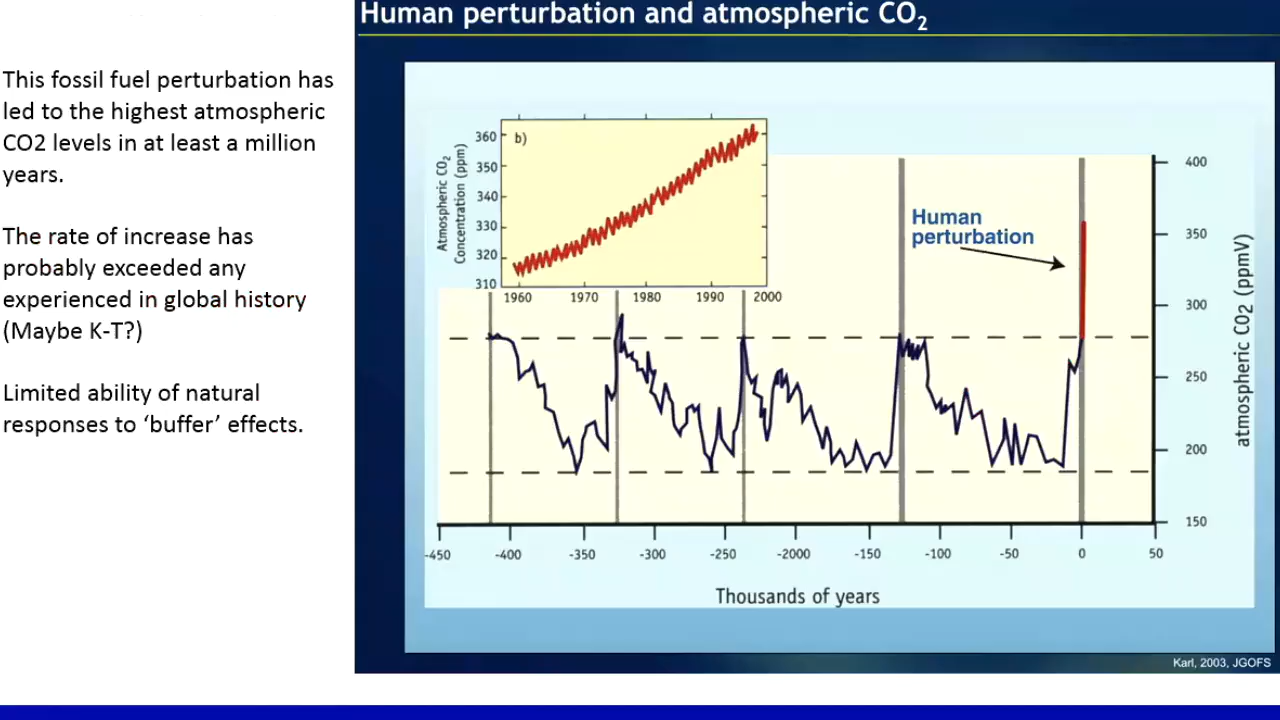 Human perturbation and atmospheric CO2
This fossil fuel perturbation has
led to the highest atmospheric
CO2 levels in at least a million
years.
The rate of increase has
probably exceeded any
experienced in global history
(Maybe K-T?)
Limited ability of natural
responses to ‘buffer’ effects.
b)
Atmospheric CO2
Concentration (ppm)
360
350
340
330
320
310
1960 1970 1980 1990 2000
Human
perturbation
400
350
300
250
200
150
atmospheric CO2 (ppmV)
-450 -400 -350 -300 -250 -2000 -150 -100 -50 0 50
Thousands of years
Karl, 2003, JGOFS